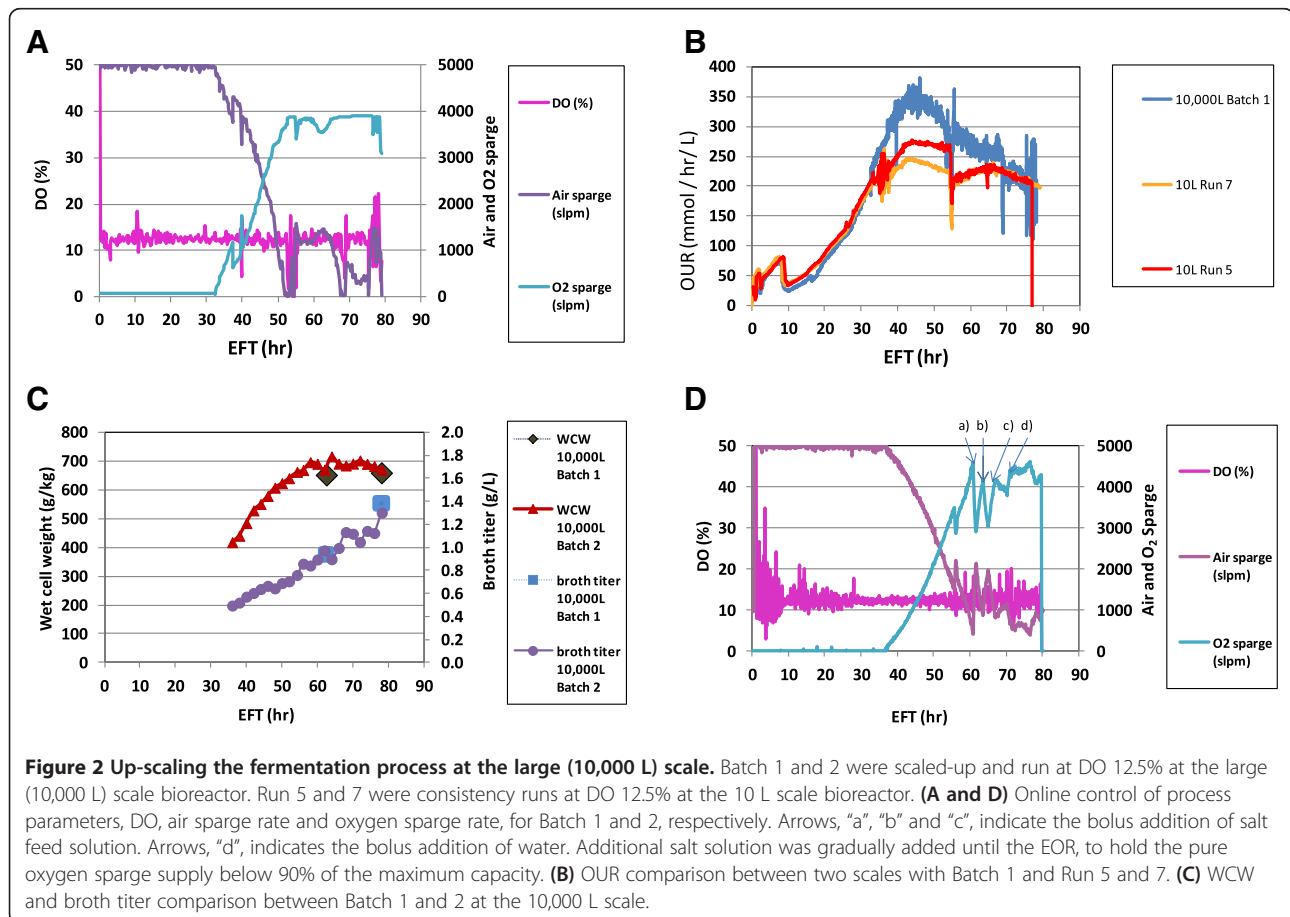 A
50
40
30
20
10
0
DO (%)
5000
4000
3000
2000
1000
0
Air and O2 sparge
0 10 20 30 40 50 60 70 80 90
EFT (hr)
DO (%)
Air sparge
(slpm)
O2 sparge
(slpm)
B
400
350
300
250
200
150
100
50
0
OUR (mmol / hr / L)
0 10 20 30 40 50 60 70 80 90
EFT (hr)
10,000L Batch 1
10L Run 7
10L Run 5
C
800
700
600
500
400
300
200
100
0
Wet cell weight (g/kg)
2.0
1.8
1.6
1.4
1.2
1.0
0.8
0.6
0.4
0.2
0.0
Broth titer (g/L)
0 10 20 30 40 50 60 70 80 90
EFT (hr)
WCW
10,000L
Batch 1
WCW
10,000L
Batch 2
broth titer
10,000L
Batch 1
broth titer
10,000L
Batch 2
D
a) b) c) d)
50
40
30
20
10
0
DO (%)
5000
4000
3000
2000
1000
0
Air and O2 Sparge
0 10 20 30 40 50 60 70 80 90
EFT (hr)
DO (%)
Air sparge
(slpm)
O2 sparge
(slpm)
Figure 2 Up-scaling the fermentation process at the large (10,000 L) scale. Batch 1 and 2 were scaled-up and run at DO 12.5% at the large
(10,000 L) scale bioreactor. Run 5 and 7 were consistency runs at DO 12.5% at the 10 L scale bioreactor. (A and D) Online control of process
parameters, DO, air sparge rate and oxygen sparge rate, for Batch 1 and 2, respectively. Arrows, “a”, “b” and “c”, indicate the bolus addition of salt
feed solution. Arrows, “d”, indicates the bolus addition of water. Additional salt solution was gradually added until the EOR, to hold the pure
oxygen sparge supply below 90% of the maximum capacity. (B) OUR comparison between two scales with Batch 1 and Run 5 and 7. (C) WCW
and broth titer comparison between Batch 1 and 2 at the 10,000 L scale.